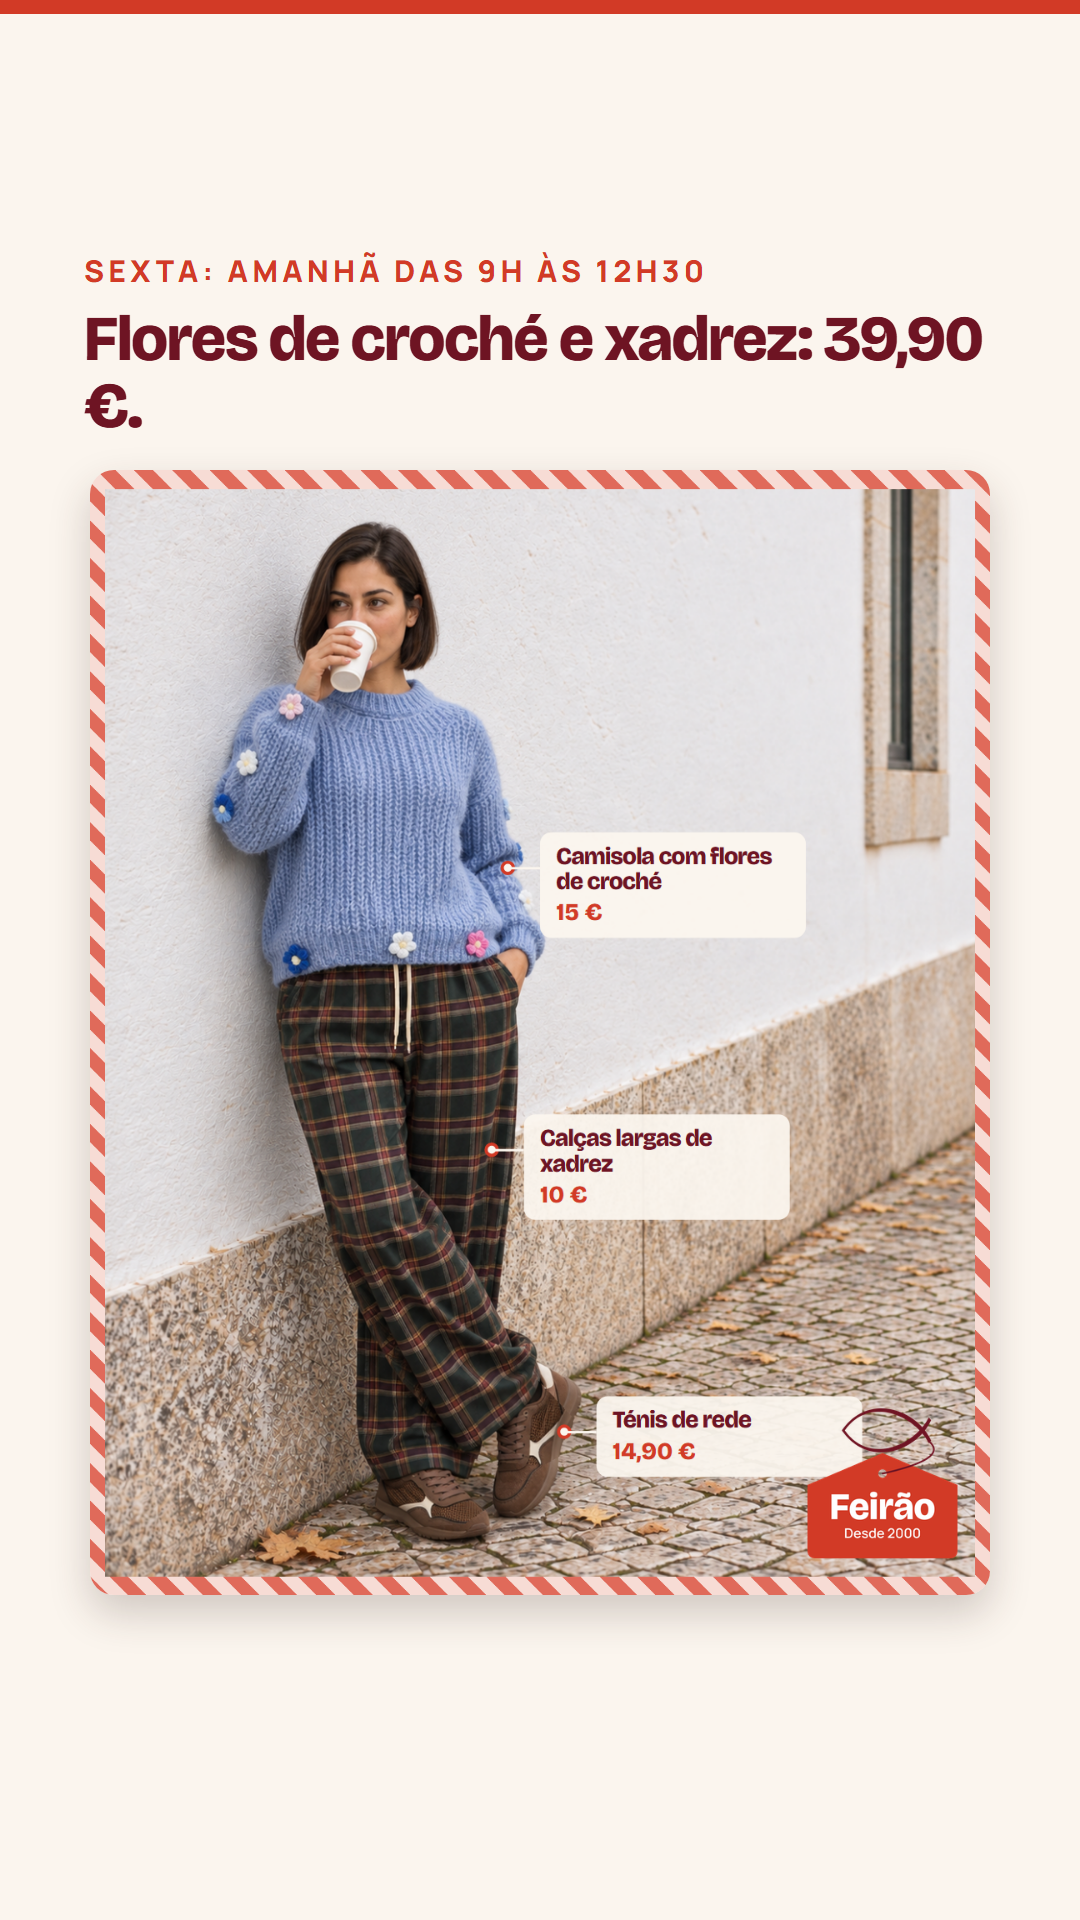 SEXTA: AMANHÃ DAS 9H ÀS 12H30
Flores de croché e xadrez: 39,90
€.
Camisola com flores
de croché
15 €
Calças largas de
xadrez
10 €
Ténis de rede
14,90 €
Feirão
Desde 2000